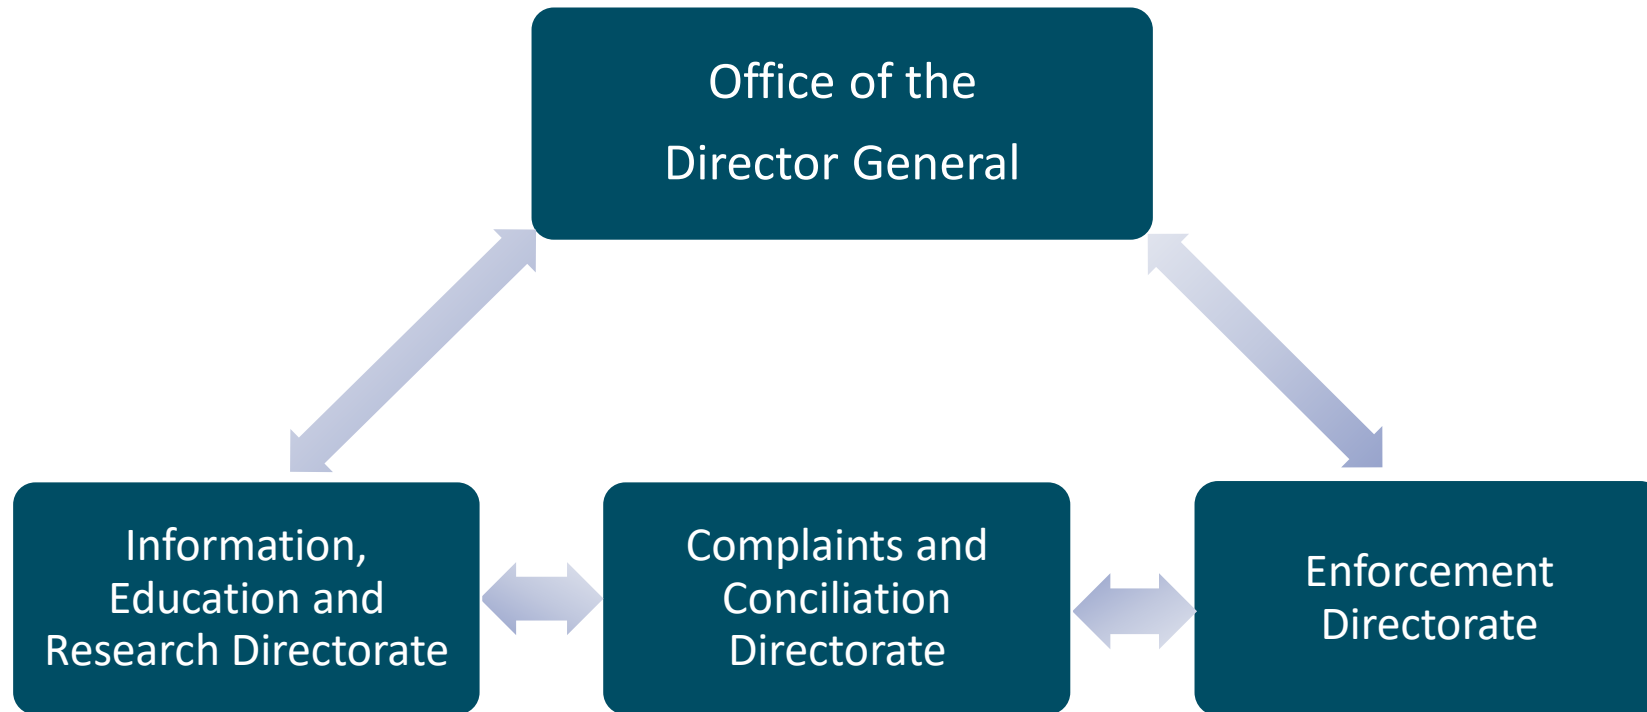 Office of the
Director General
Information,
Education and
Research Directorate
Complaints and
Conciliation
Directorate
Enforcement
Directorate